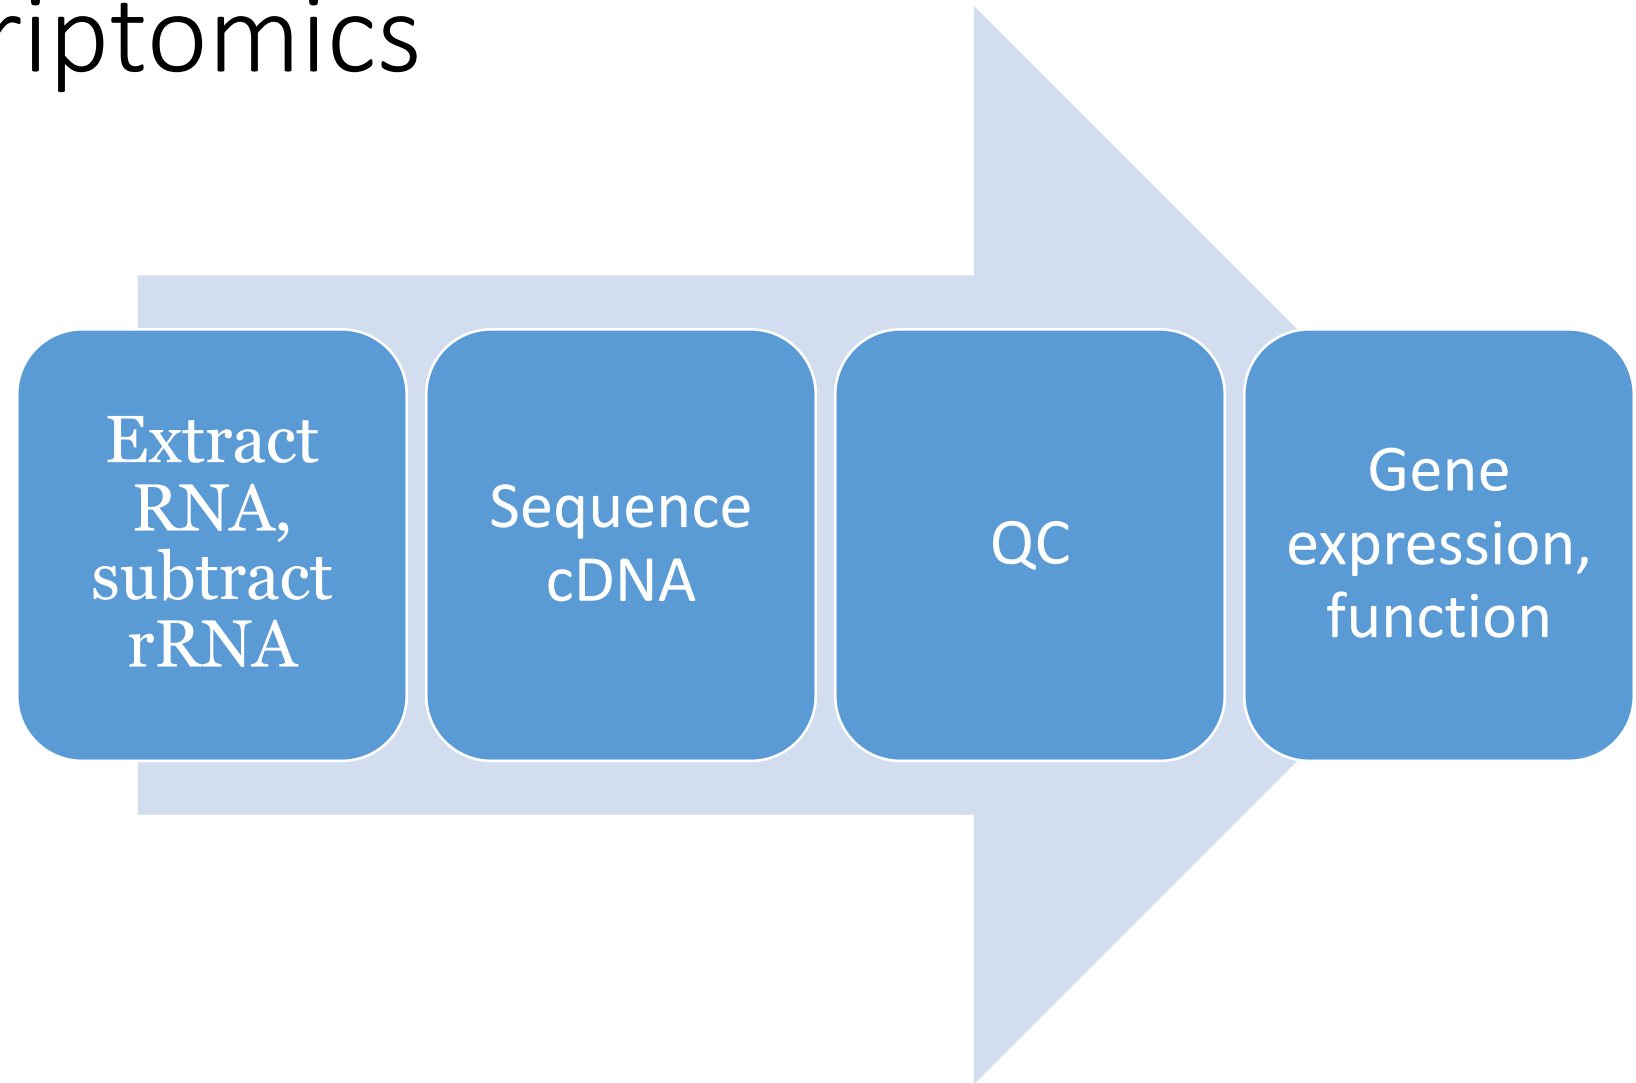 riptomics
Extract
RNA,
subtract
rRNA
Sequence
cDNA
QC
Gene
expression,
function